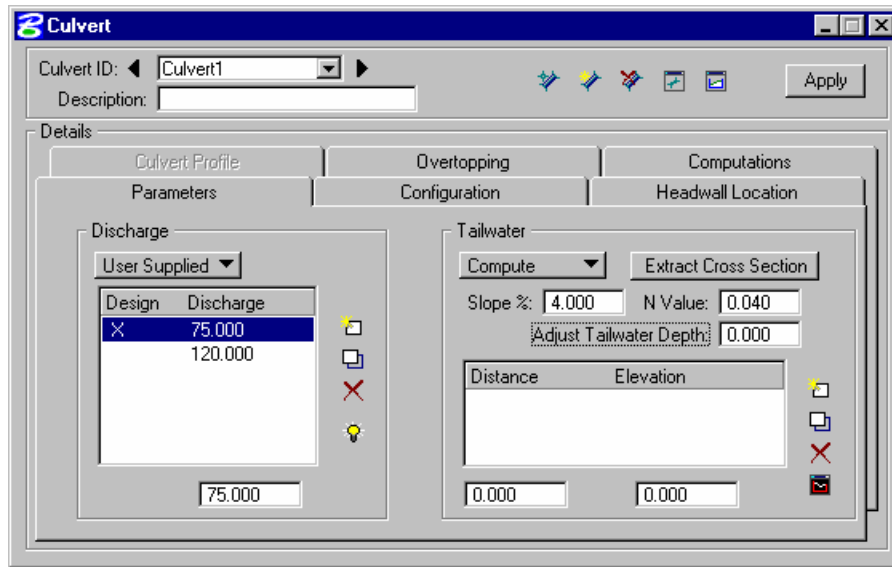 Culvert
Culvert ID: Culvert1
Description:
Apply
Details
Culvert Profile Overtopping Computations
Parameters Configuration Headwall Location
Discharge
User Supplied
Design Discharge
X 75.000
120.000
75.000
Tailwater
Compute Extract Cross Section
Slope %: 4.000 N Value: 0.040
Adjust Tailwater Depth: 0.000
Distance Elevation
0.000 0.000